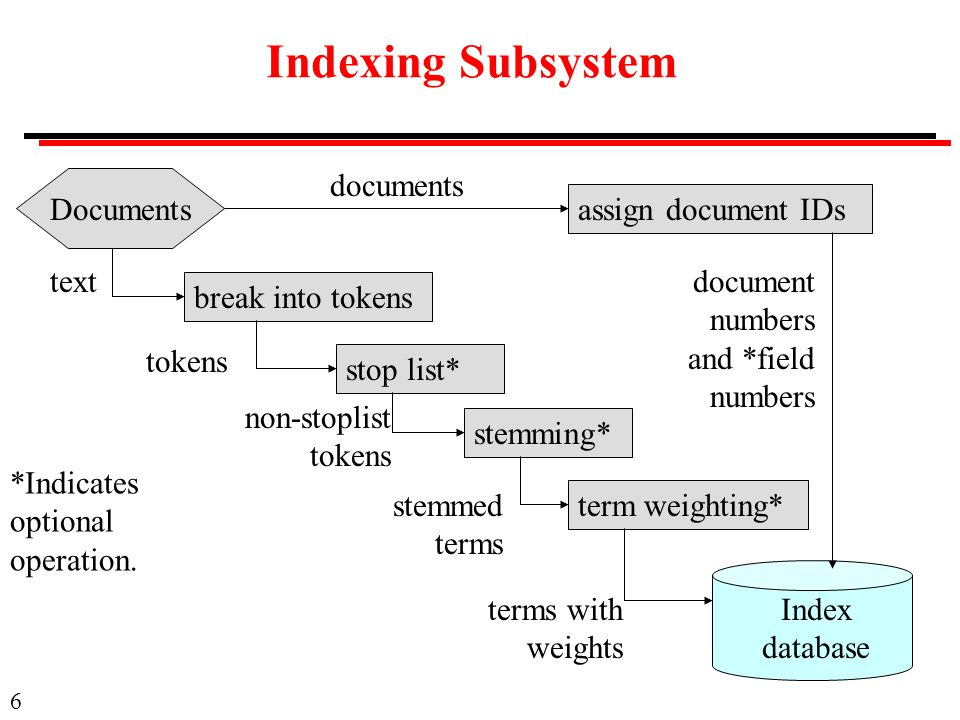 Indexing Subsystem
documents
Documents
assign document IDs
text
break into tokens
document
numbers
and *field
numbers
tokens
stop list*
non-stoplist
tokens
stemming*
*Indicates
optional
operation.
stemmed
terms
term weighting*
terms with
weights
Index
database
6